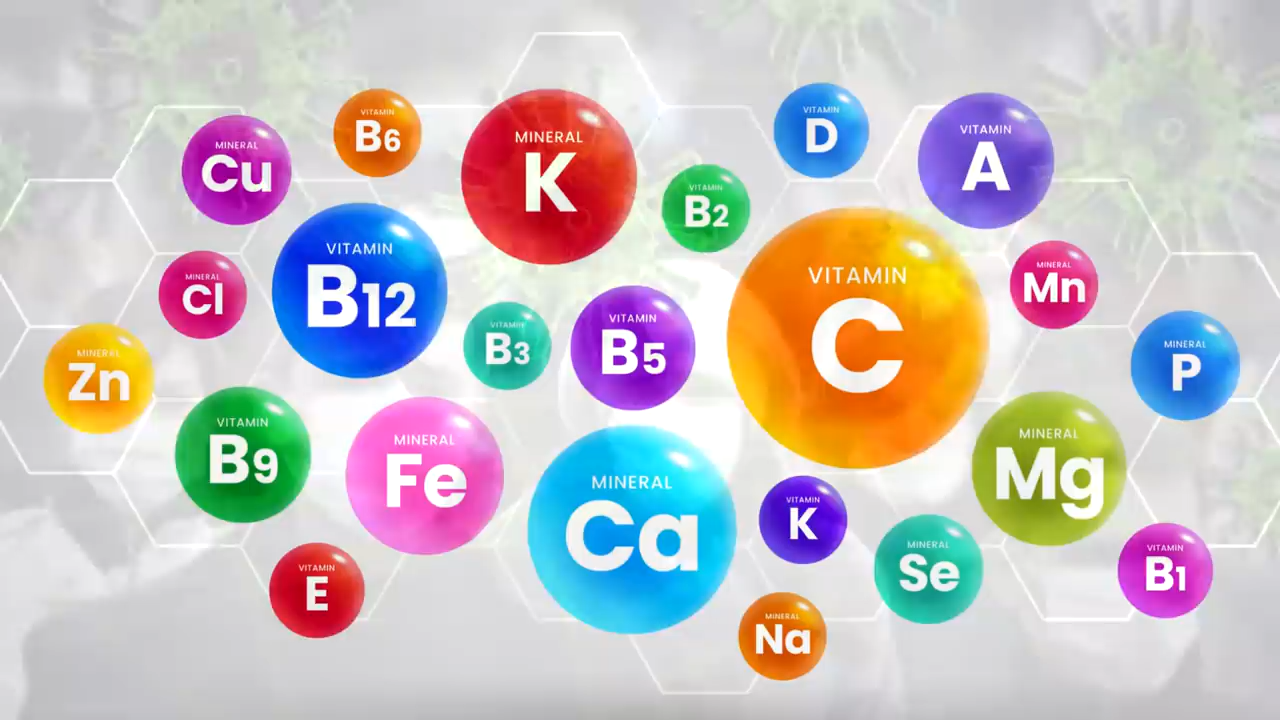 VITAMIN
B6
MINERAL
K
VITAMIN
D
VITAMIN
A
MINERAL
Cu
VITAMIN
B2
VITAMIN
B12
VITAMIN
C
MINERAL
Mn
MINERAL
Cl
VITAMIN
B3
VITAMIN
B5
MINERAL
P
MINERAL
Zn
VITAMIN
B9
MINERAL
Fe
MINERAL
Ca
VITAMIN
K
MINERAL
Mg
MINERAL
Se
VITAMIN
B1
VITAMIN
E
MINERAL
Na